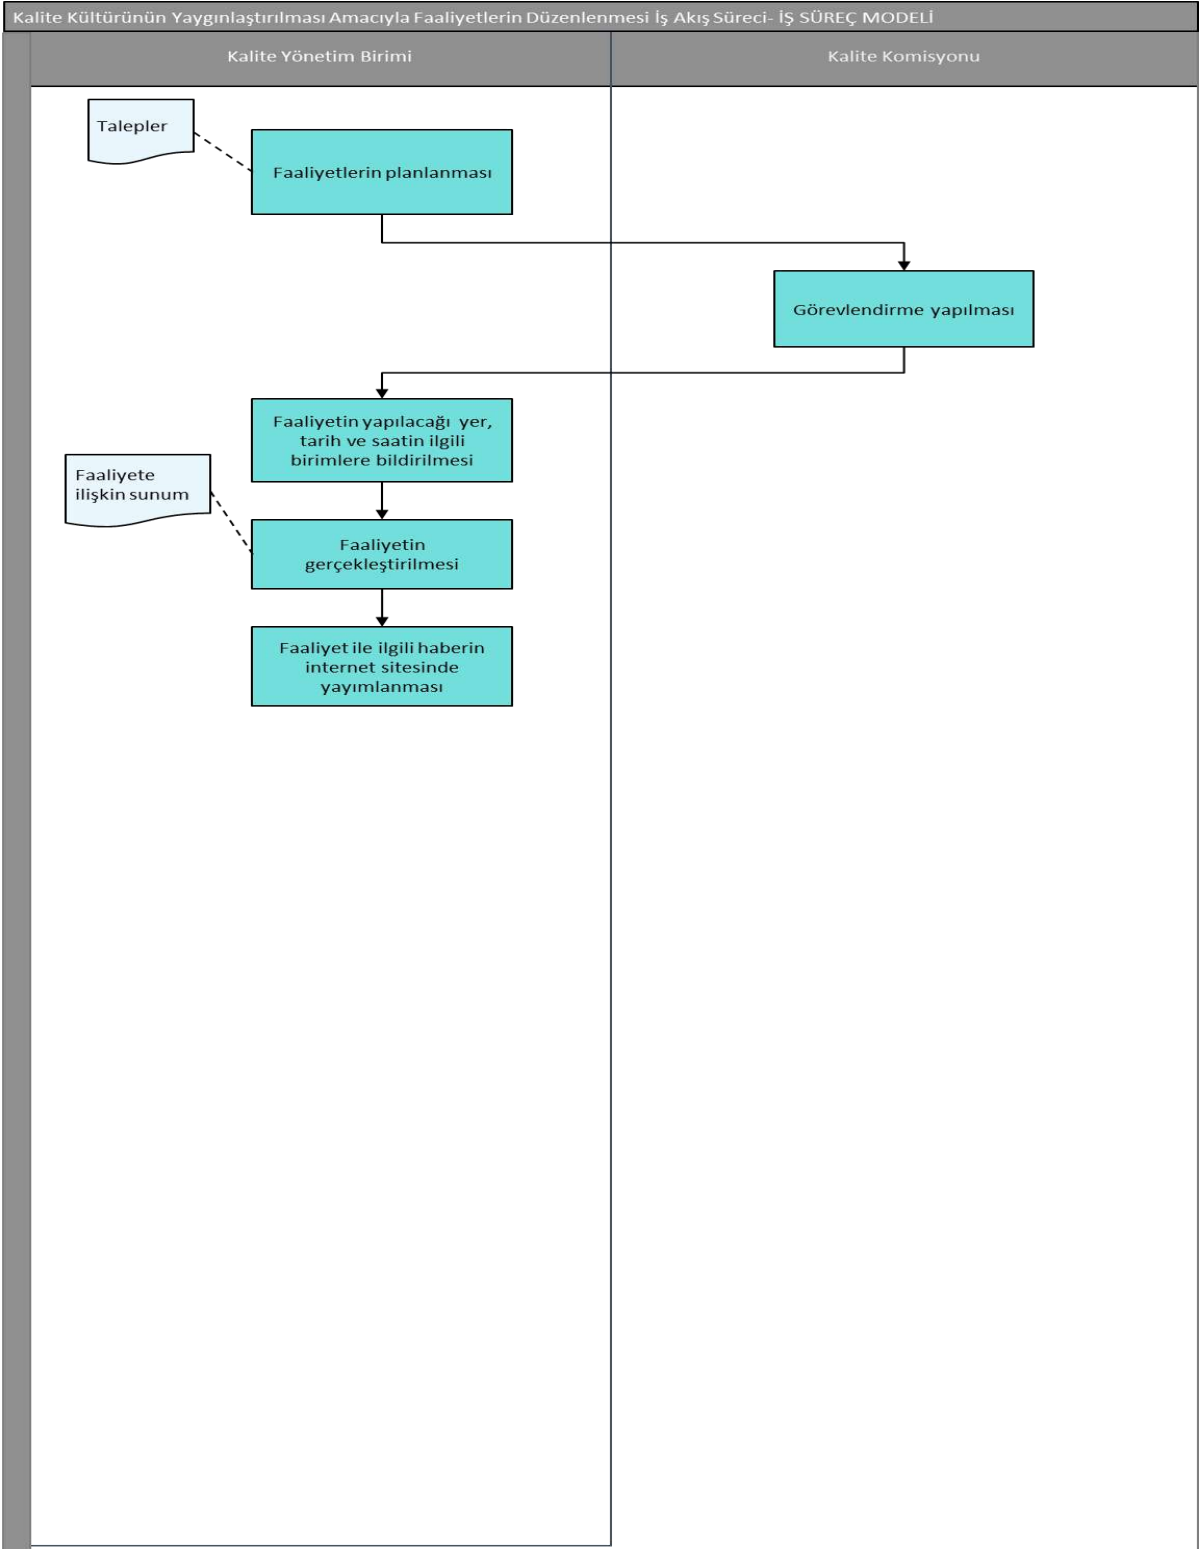 Kalite Kültürünün Yaygınlaştırılması Amacıyla Faaliyetlerin Düzenlenmesi İş Akış Süreci- İŞ SÜREÇ MODELİ
Kalite Yönetim Birimi
Kalite Komisyonu
Talepler
Faaliyetlerin planlanması
Görevlendirme yapılması
Faaliyetin yapılacağı yer,
tarih ve saatin ilgili
birimlere bildirilmesi
Faaliyete
ilişkin sunum
Faaliyetin
gerçekleştirilmesi
Faaliyet ile ilgili haberin
internet sitesinde
yayımlanması